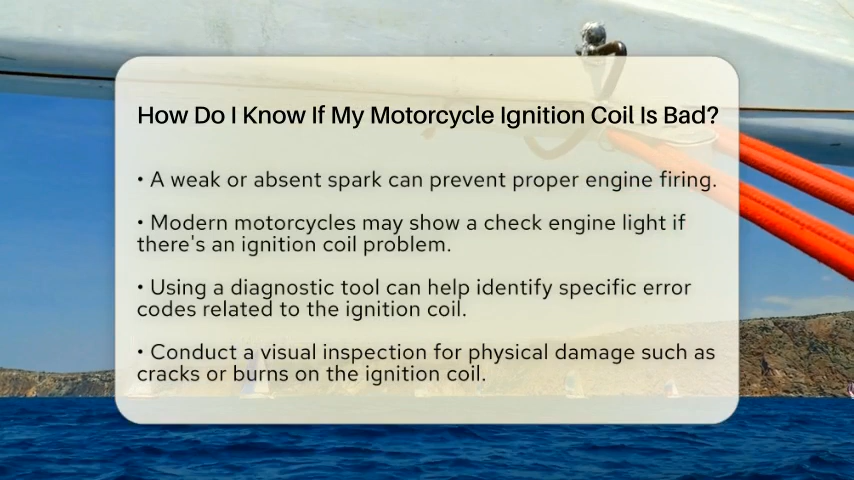 How Do I Know If My Motorcycle Ignition Coil Is Bad?
• A weak or absent spark can prevent proper engine firing.
• Modern motorcycles may show a check engine light if
there's an ignition coil problem.
• Using a diagnostic tool can help identify specific error
codes related to the ignition coil.
• Conduct a visual inspection for physical damage such as
cracks or burns on the ignition coil.